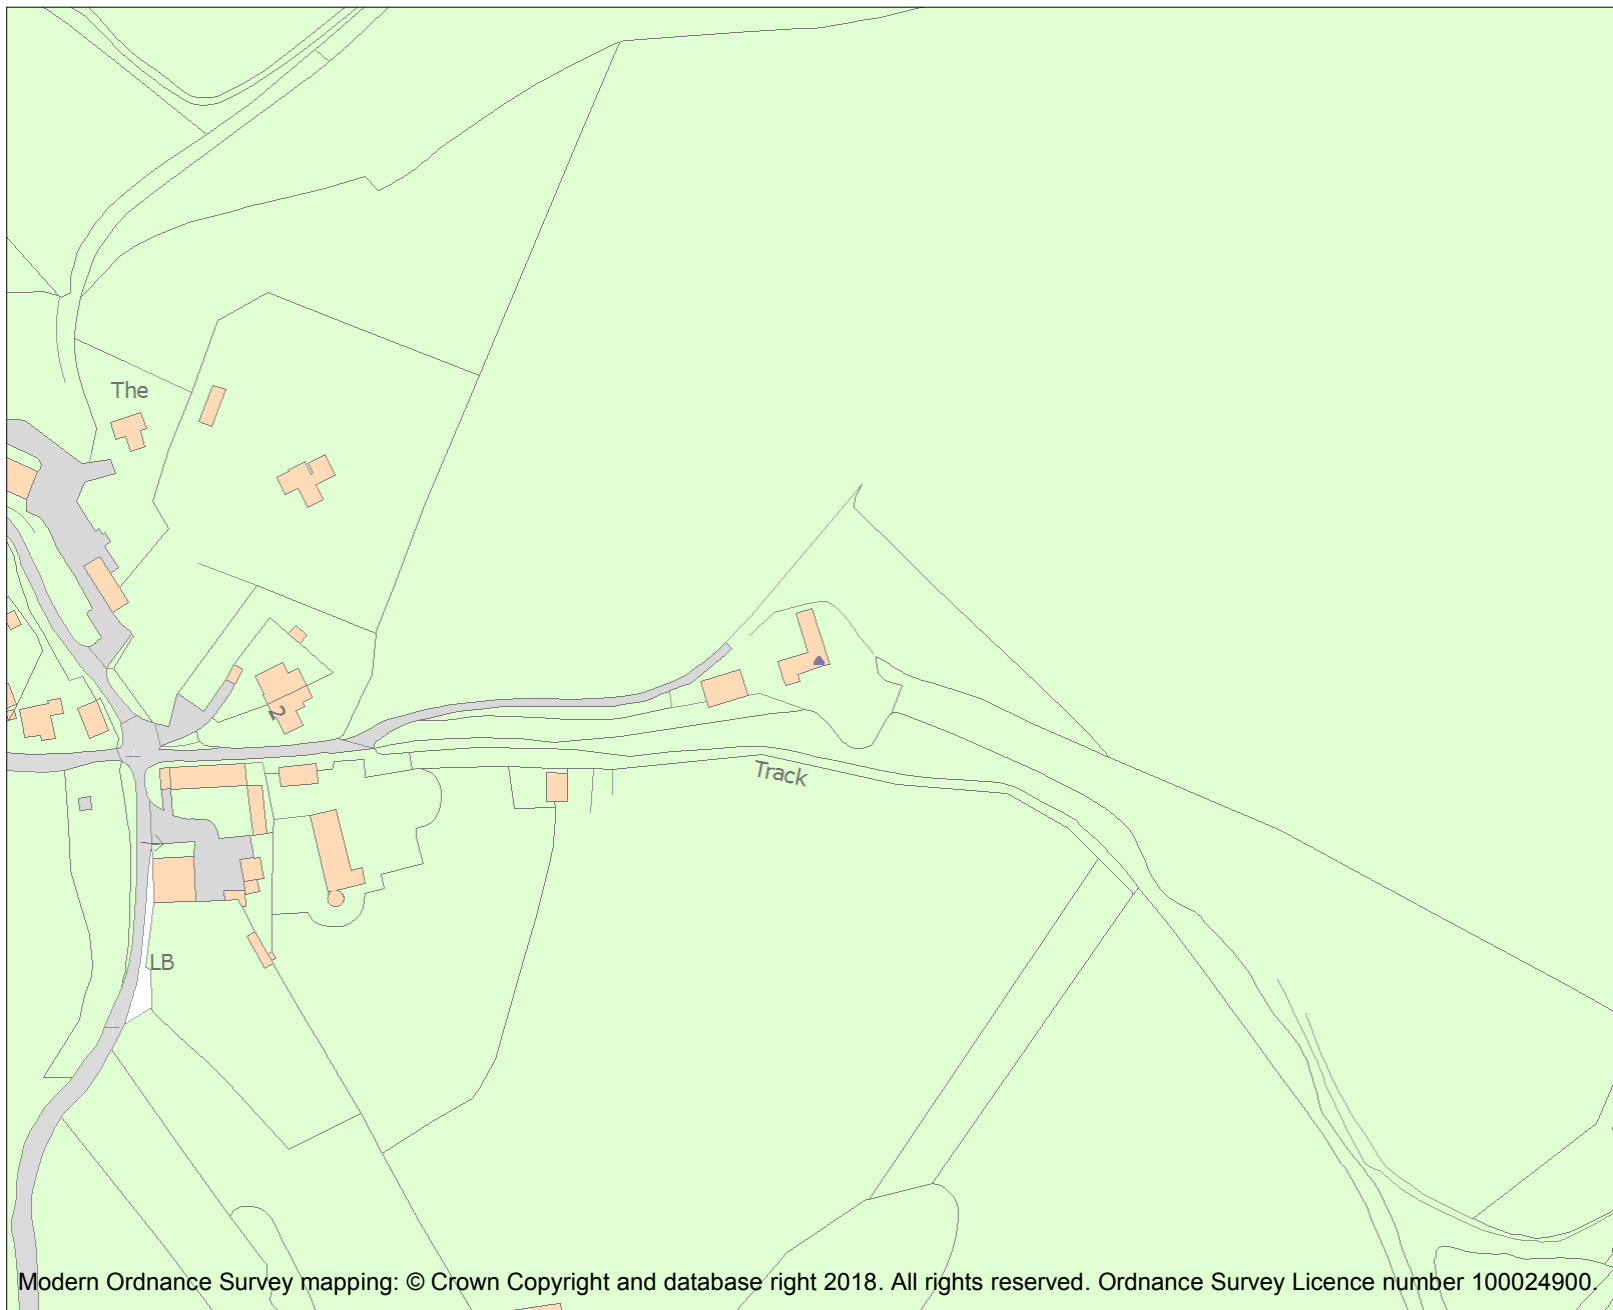 The
2
Track
LB
Modern Ordnance Survey mapping: © Crown Copyright and database right 2018. All rights reserved. Ordnance Survey Licence number 100024900.